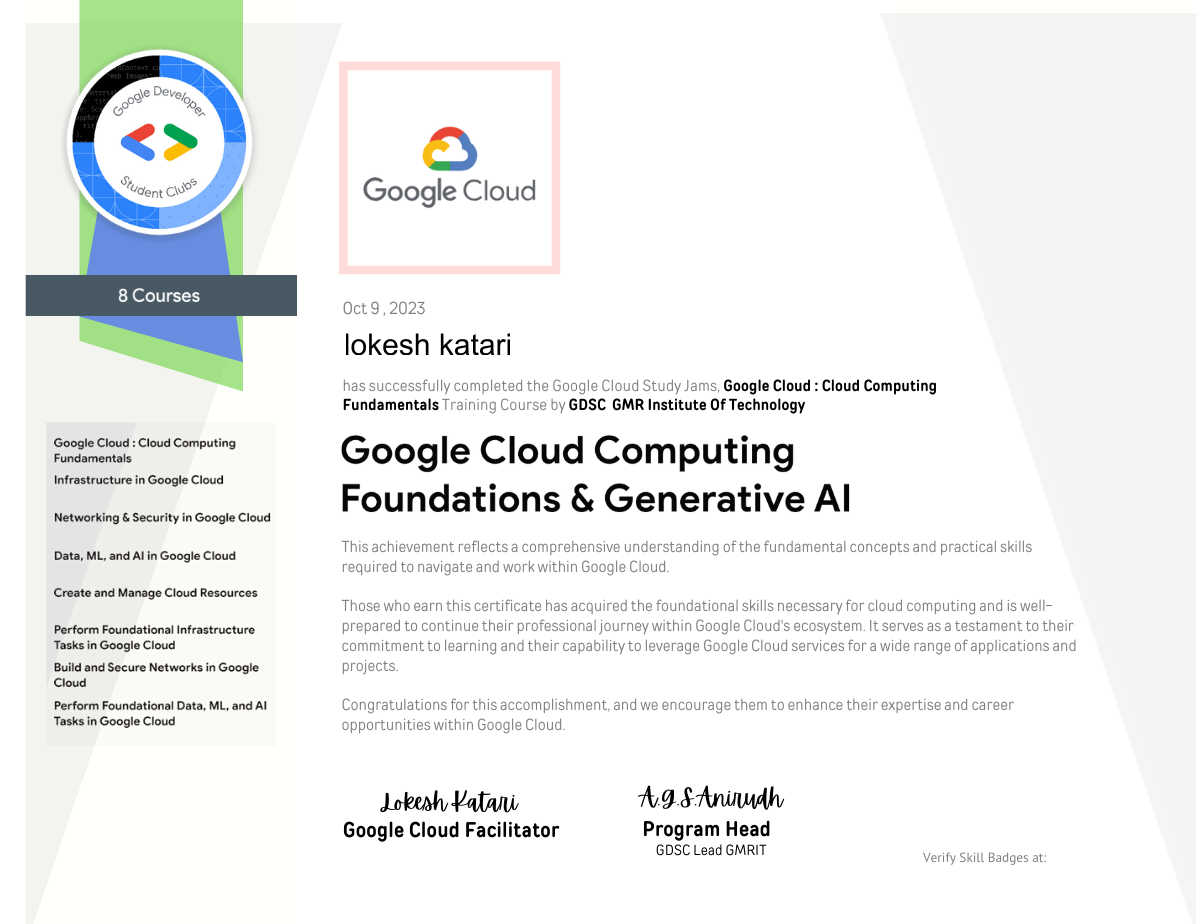 Google Developer
Student Clubs
8 Courses
Google Cloud : Cloud Computing
Fundamentals
Infrastructure in Google Cloud
Networking & Security in Google Cloud
Data, ML, and AI in Google Cloud
Create and Manage Cloud Resources
Perform Foundational Infrastructure
Tasks in Google Cloud
Build and Secure Networks in Google
Cloud
Perform Foundational Data, ML, and AI
Tasks in Google Cloud
Google Cloud
Oct 9 , 2023
lokesh katari
has successfully completed the Google Cloud Study Jams, Google Cloud : Cloud Computing
Fundamentals Training Course by GDSC GMR Institute Of Technology
Google Cloud Computing
Foundations & Generative AI
This achievement reflects a comprehensive understanding of the fundamental concepts and practical skills
required to navigate and work within Google Cloud.
Those who earn this certificate has acquired the foundational skills necessary for cloud computing and is well-
prepared to continue their professional journey within Google Cloud's ecosystem. It serves as a testament to their
commitment to learning and their capability to leverage Google Cloud services for a wide range of applications and
projects.
Congratulations for this accomplishment, and we encourage them to enhance their expertise and career
opportunities within Google Cloud.
Lokesh Katari
Google Cloud Facilitator
A.G.S.Anirudh
Program Head
GDSC Lead GMRIT
Verify Skill Badges at: